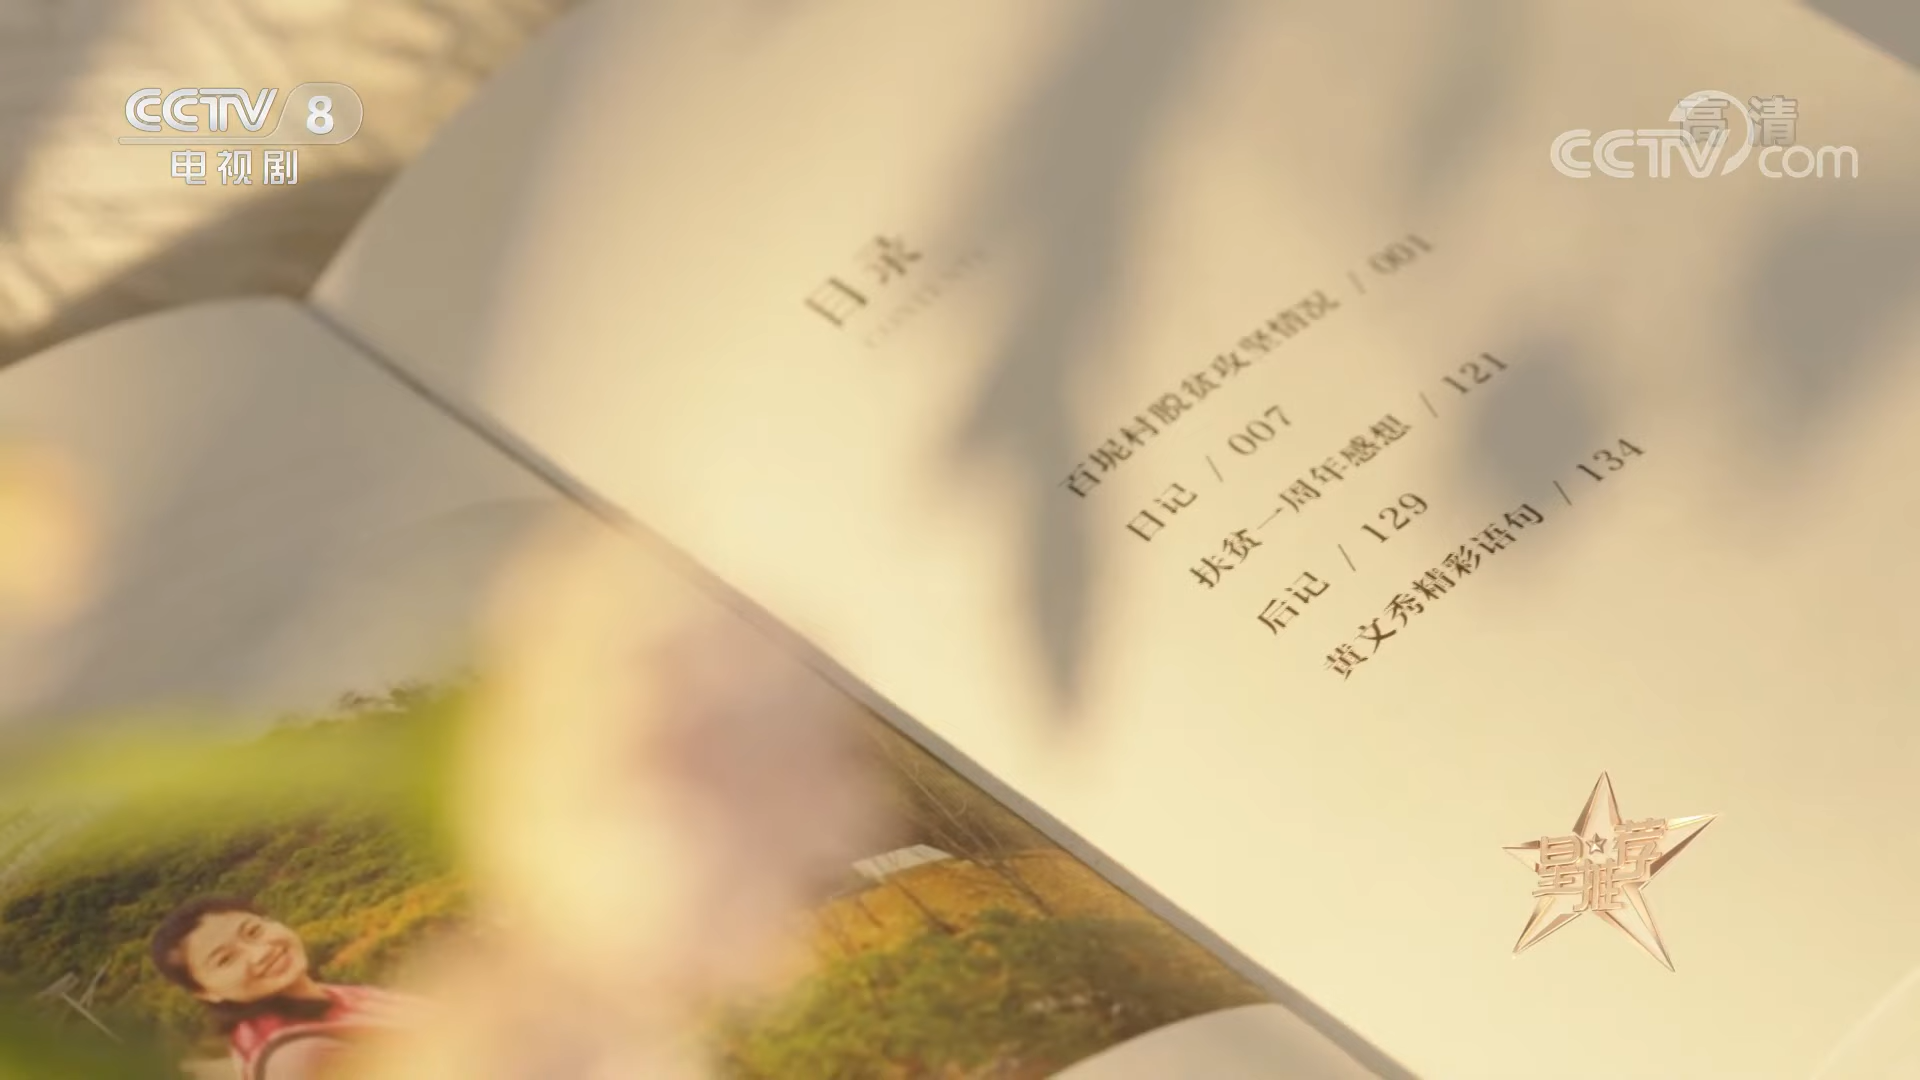 CCTV 8
电视剧
高清
CCTV.com
目录
CONTENTS
百坭村脱贫攻坚情况 / 001
日记 / 007
扶贫一周年感想 / 121
后记 / 129
黄文秀精彩语句 / 134
星推荐